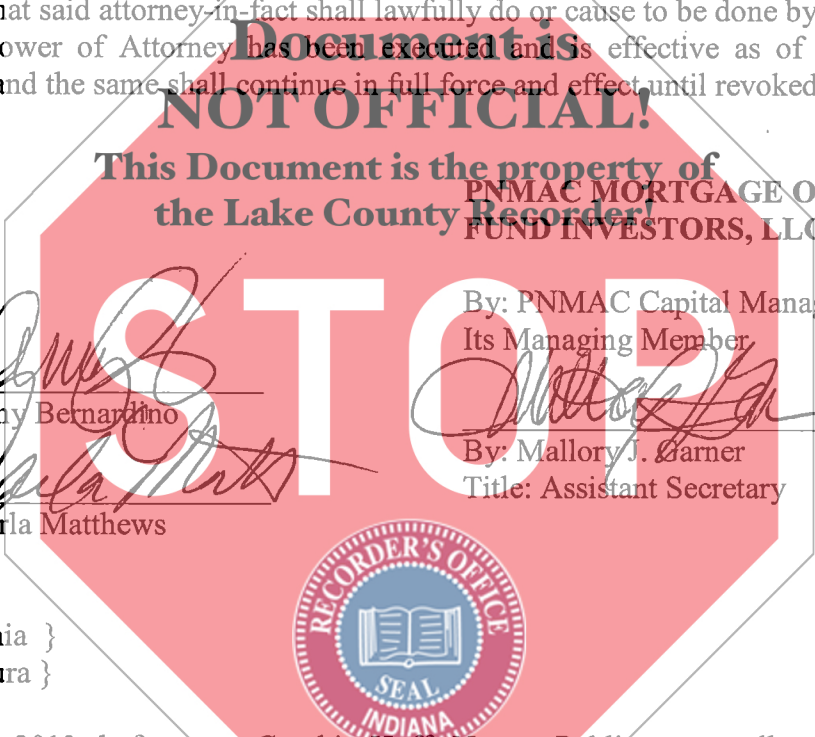 hat said attorney-in-fact shall lawfully do or cause to be done by
Document is
ower of Attorney has been executed and is effective as of
and the same shall continue in full force and effect until revoked
NOT OFFICIAL!
This Document is the property of
the Lake County Recorder!
PNMAC MORTGAGE O
FUND INVESTORS, LLC
STOP
By: PNMAC Capital Manag
Its Managing Member
ny Bernardino
By: Mallory J. Garner
Title: Assistant Secretary
rla Matthews
RECORDER'S OFFICE
SEAL
INDIANA
nia }
ura }